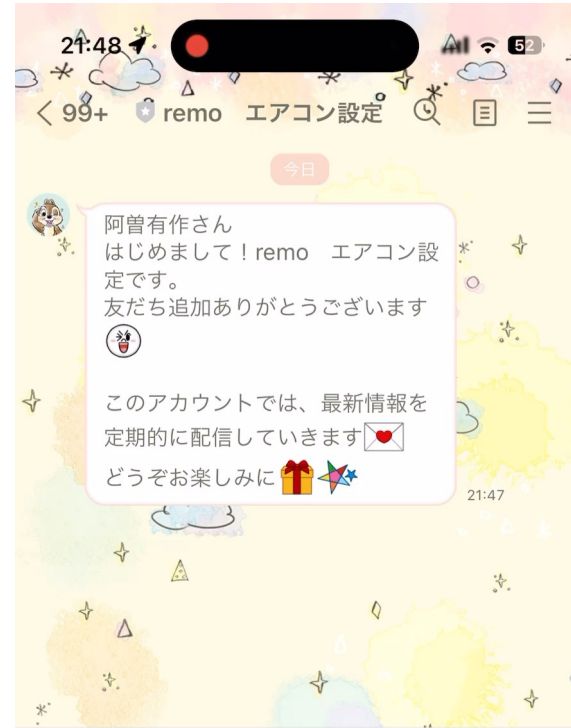 21:48
52
99+ remo　エアコン設定
今日
阿曽有作さん
はじめまして！remo　エアコン設
定です。
友だち追加ありがとうございます
このアカウントでは、最新情報を
定期的に配信していきます
どうぞお楽しみに
21:47